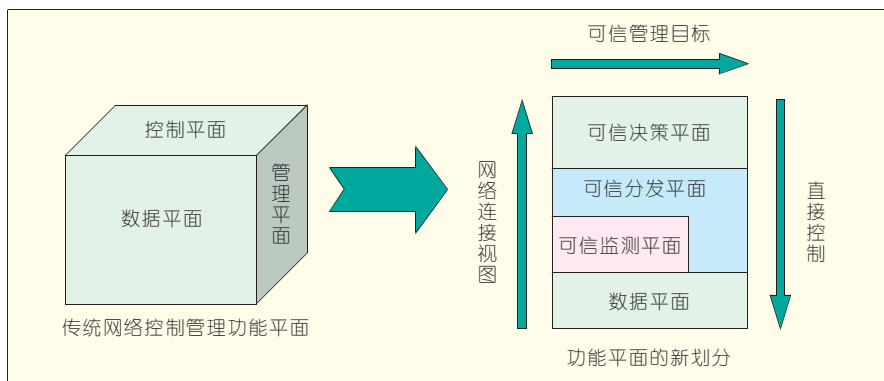 可信管理目标
控制平面
管理平面
数据平面
传统网络控制管理功能平面
网络连接视图
可信决策平面
可信分发平面
可信监测平面
数据平面
直接控制
功能平面的新划分